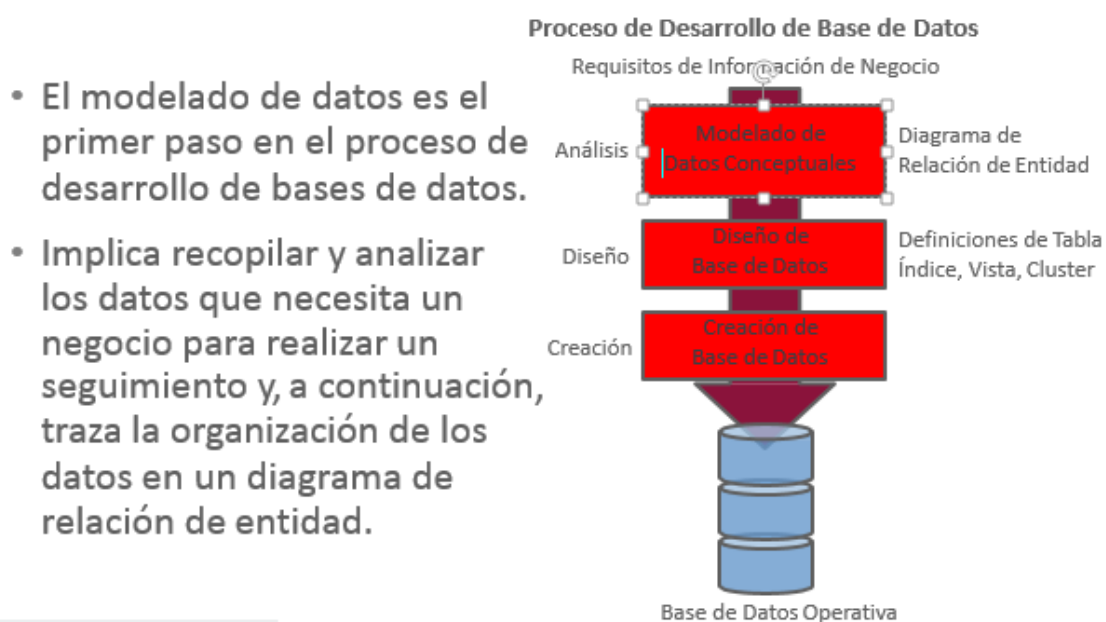 • El modelado de datos es el
primer paso en el proceso de
desarrollo de bases de datos.
• Implica recopilar y analizar
los datos que necesita un
negocio para realizar un
seguimiento y, a continuación,
traza la organización de los
datos en un diagrama de
relación de entidad.
Proceso de Desarrollo de Base de Datos
Requisitos de Información de Negocio
Análisis
Modelado de
Datos Conceptuales
Diagrama de
Relación de Entidad
Diseño
Diseño de
Base de Datos
Definiciones de Tabla
Índice, Vista, Cluster
Creación
Creación de
Base de Datos
Base de Datos Operativa